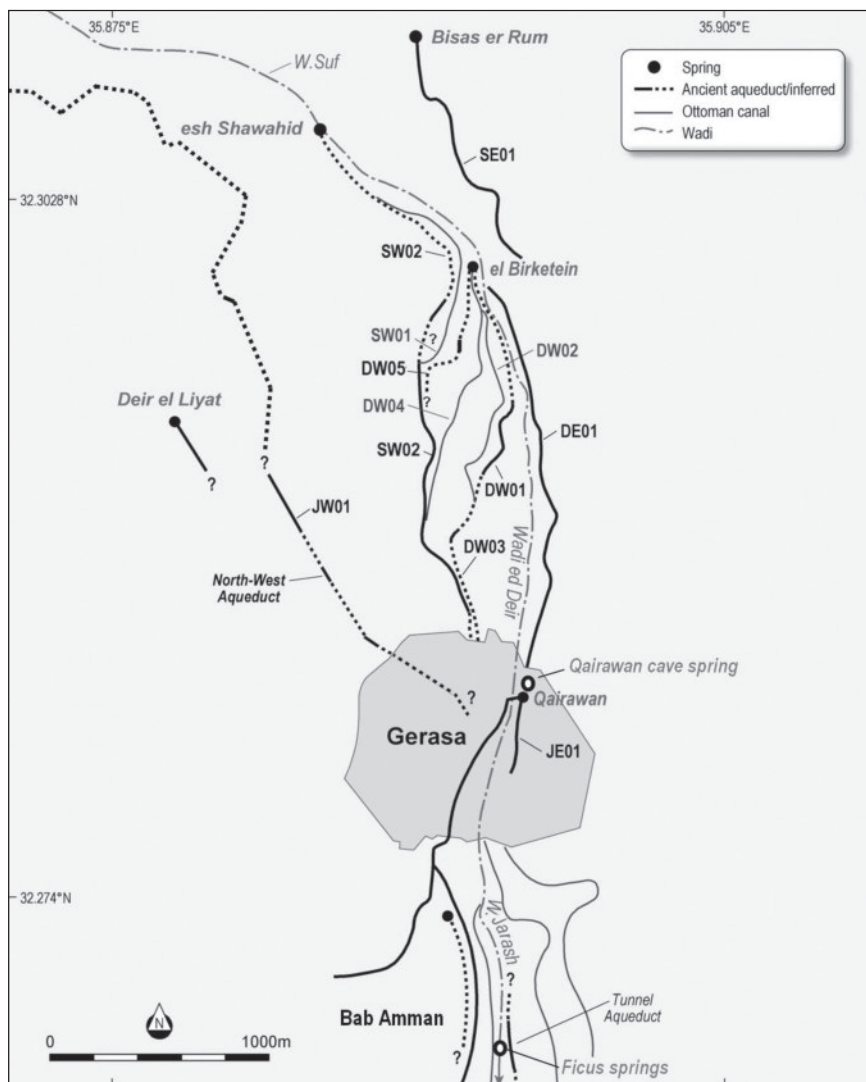 35.875°E
35.905°E
Bisas er Rum
W.Suf
Spring
Ancient aqueduct/inferred
Ottoman canal
Wadi
esh Shawahid
SE01
32.3028°N
SW02
el Birketein
SW01
?
DW02
DW05
?
Deir el Liyat
DW04
DE01
SW02
?
?
DW01
JW01
DW03
Wadi ed Deir
North-West
Aqueduct
Qairawan cave spring
?
Qairawan
Gerasa
JE01
32.274°N
W.Jarash
?
Bab Amman
Tunnel
Aqueduct
N
0
1000m
?
Ficus springs